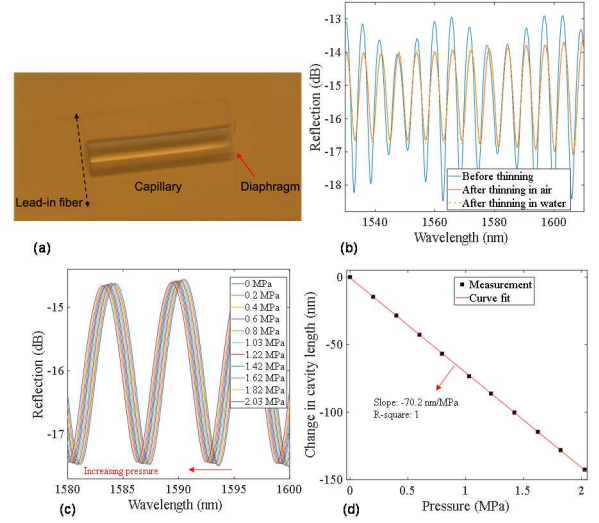 (a)
Capillary
Diaphragm
Lead-in fiber
(b)
Reflection (dB)
-13
-14
-15
-16
-17
-18
1540
1560
1580
1600
Wavelength (nm)
Before thinning
After thinning in air
After thinning in water
(c)
Reflection (dB)
-14
-15
-16
-17
1580
1585
1590
1595
1600
Wavelength (nm)
Increasing pressure
0 MPa
0.2 MPa
0.4 MPa
0.6 MPa
0.8 MPa
1.03 MPa
1.22 MPa
1.42 MPa
1.62 MPa
1.82 MPa
2.03 MPa
(d)
Change in cavity length (nm)
0
-50
-100
-150
0
0.5
1
1.5
2
Pressure (MPa)
Measurement
Curve fit
Slope: -70.2 nm/MPa
R-square: 1